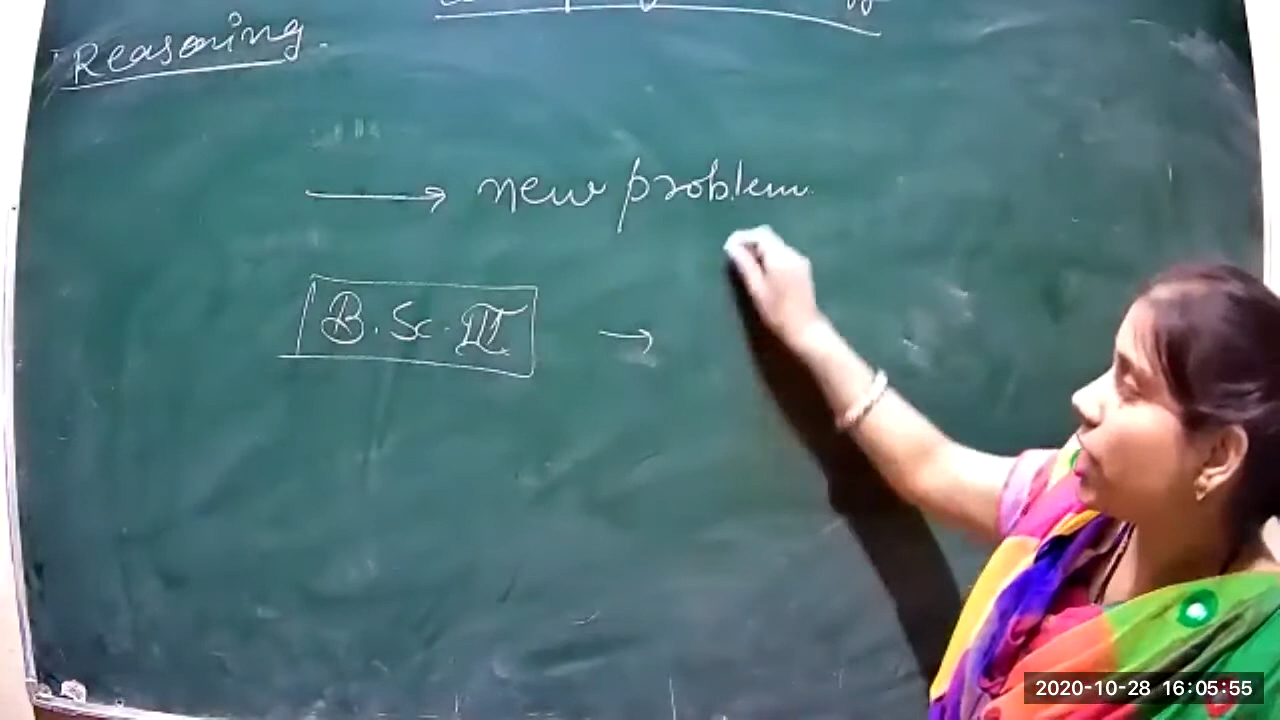 Reasoning.
→ new problem
B.Sc. III →
2020-10-28 16:05:55